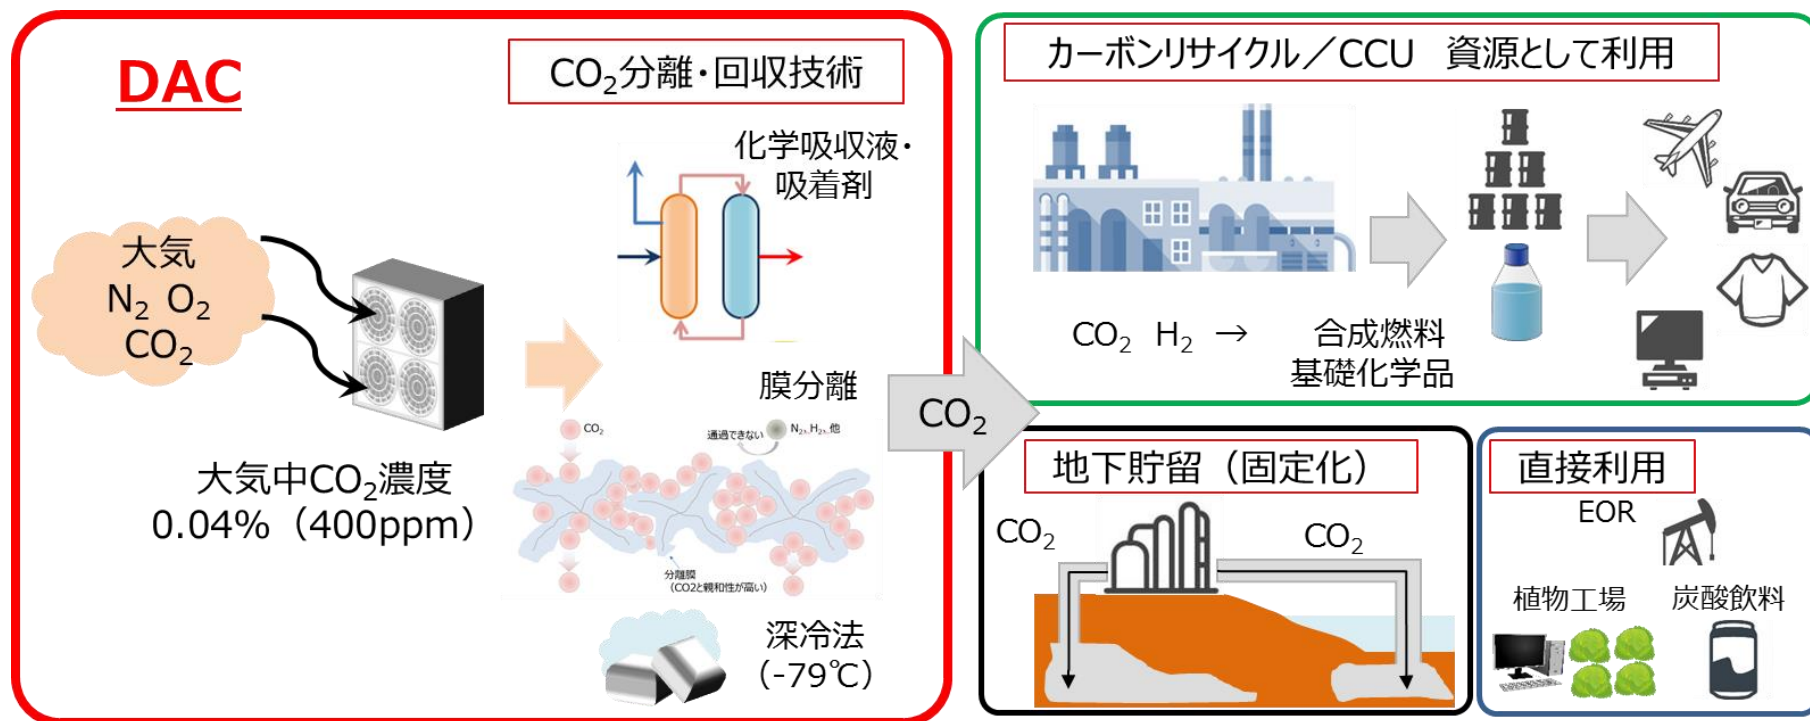 DAC
大気
N₂ O₂
CO₂
大気中CO₂濃度
0.04%（400ppm）
CO₂分離・回収技術
化学吸収液・
吸着剤
膜分離
CO₂
通過できない
N₂、H₂、他
分離膜
（CO2と親和性が高い）
深冷法
（-79℃）
CO₂
カーボンリサイクル／CCU　資源として利用
CO₂ H₂ →
合成燃料
基礎化学品
地下貯留（固定化）
CO₂
CO₂
直接利用
EOR
植物工場
炭酸飲料